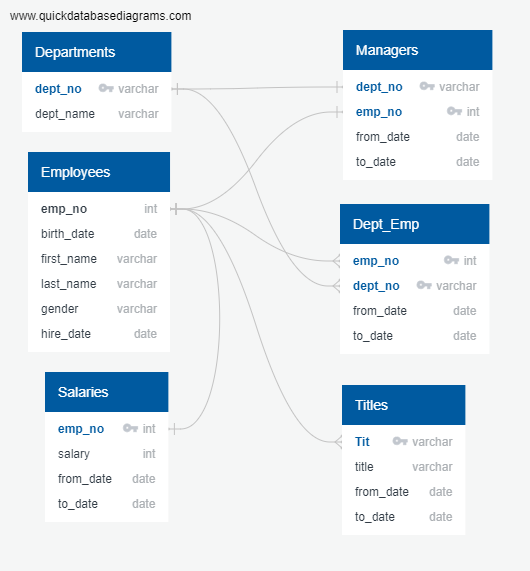 www.quickdatabasediagrams.com
Departments
dept_no varchar
dept_name varchar
Employees
emp_no int
birth_date date
first_name varchar
last_name varchar
gender varchar
hire_date date
Salaries
emp_no int
salary int
from_date date
to_date date
Managers
dept_no varchar
emp_no int
from_date date
to_date date
Dept_Emp
emp_no int
dept_no varchar
from_date date
to_date date
Titles
Tit varchar
title varchar
from_date date
to_date date